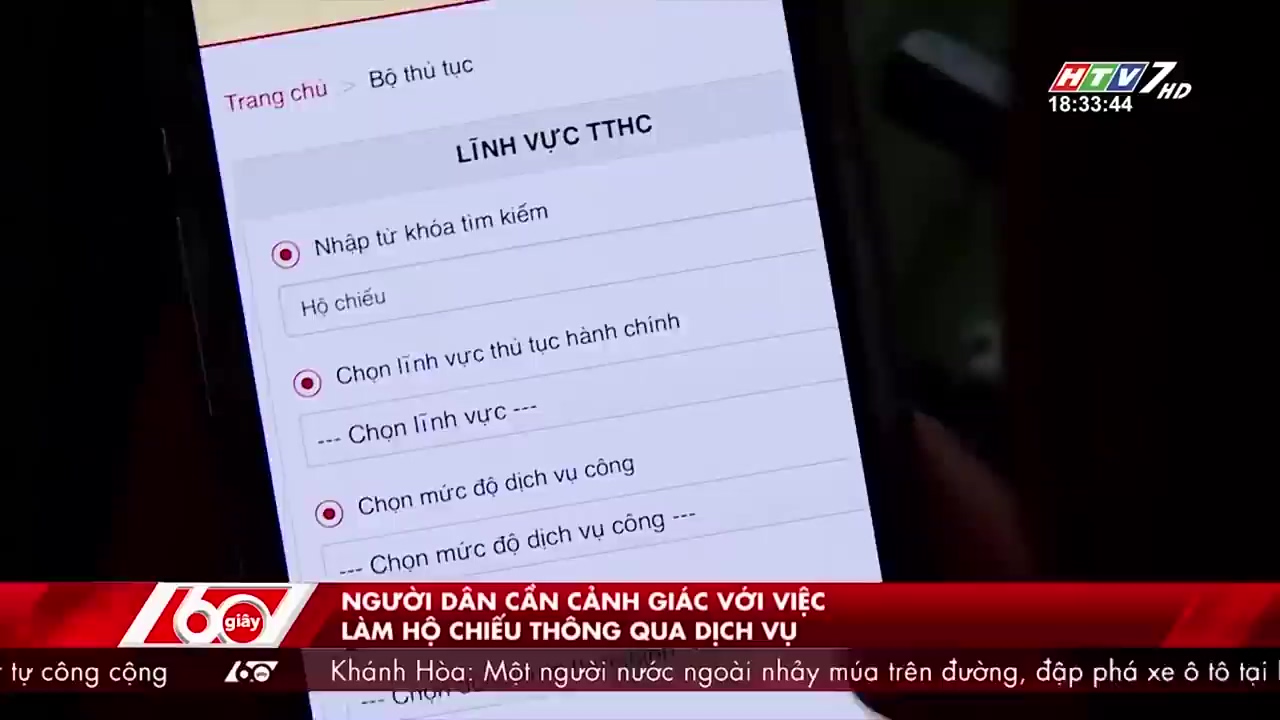 Trang chủ > Bộ thủ tục
HTV7 HD
18:33:44
LĨNH VỰC TTHC
Nhập từ khóa tìm kiếm
Hộ chiếu
Chọn lĩnh vực thủ tục hành chính
--- Chọn lĩnh vực ---
Chọn mức độ dịch vụ công
--- Chọn mức độ dịch vụ công ---
60 giây
NGƯỜI DÂN CẦN CẢNH GIÁC VỚI VIỆC
LÀM HỘ CHIẾU THÔNG QUA DỊCH VỤ
tự công cộng 60 giây Khánh Hòa: Một người nước ngoài nhảy múa trên đường, đập phá xe ô tô tại
--- Chọn